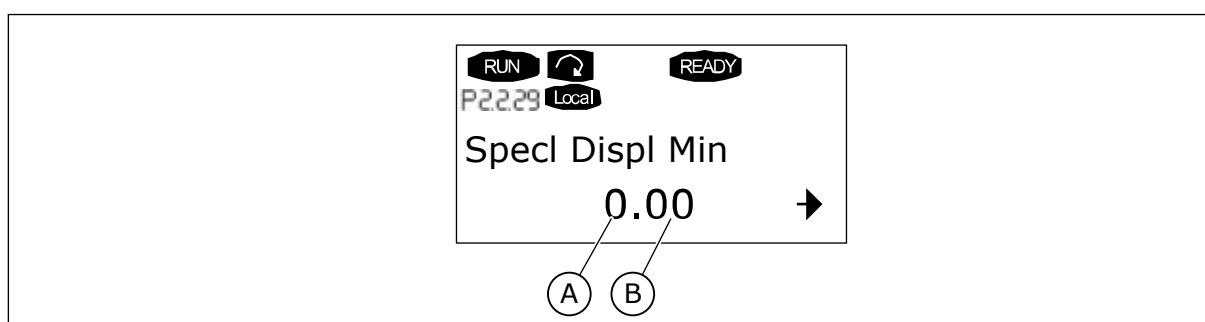 RUN READY
P2.2.29 Local
Specl Displ Min
0.00
A B